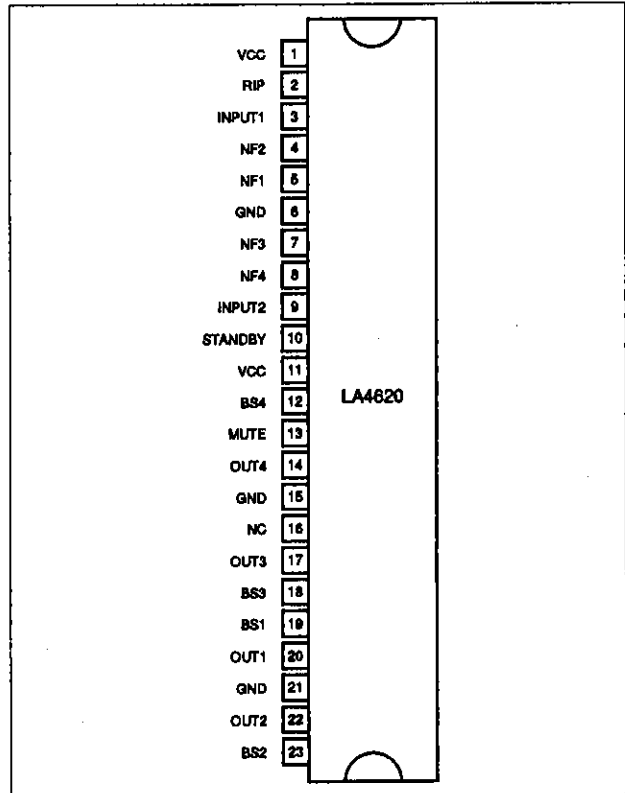 VCC 1
RIP 2
INPUT1 3
NF2 4
NF1 5
GND 6
NF3 7
NF4 8
INPUT2 9
STANDBY 10
VCC 11
BS4 12
LA4620
MUTE 13
OUT4 14
GND 15
NC 16
OUT3 17
BS3 18
BS1 19
OUT1 20
GND 21
OUT2 22
BS2 23